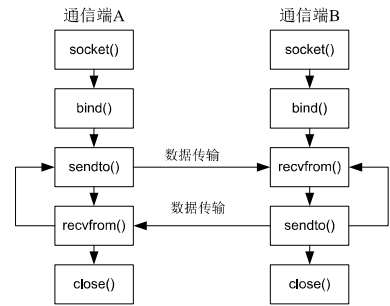 通信端A 通信端B
socket() socket()
bind() bind()
数据传输
sendto() recvfrom()
数据传输
recvfrom() sendto()
close() close()